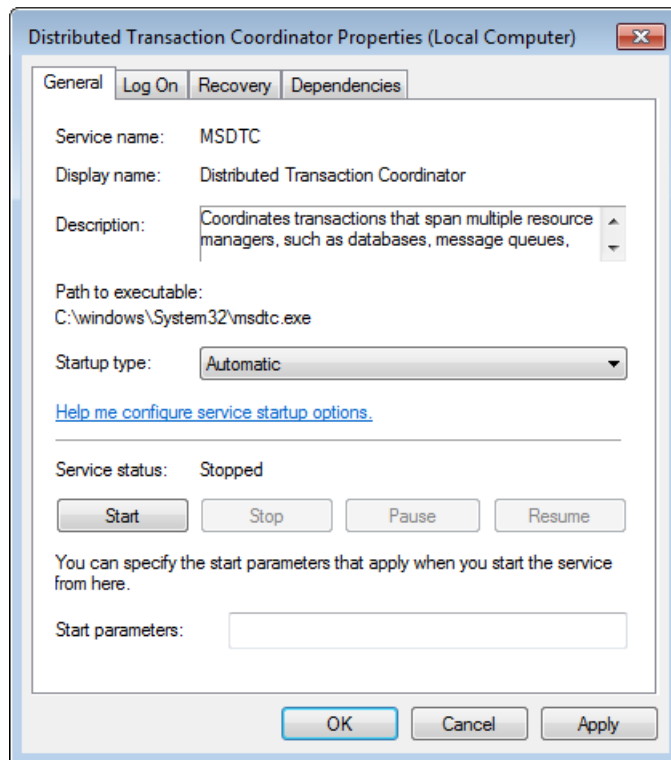 Distributed Transaction Coordinator Properties (Local Computer)
General Log On Recovery Dependencies
Service name: MSDTC
Display name: Distributed Transaction Coordinator
Description: Coordinates transactions that span multiple resource
managers, such as databases, message queues,
Path to executable:
C:\windows\System32\msdtc.exe
Startup type: Automatic
Help me configure service startup options.
Service status: Stopped
Start Stop Pause Resume
You can specify the start parameters that apply when you start the service
from here.
Start parameters:
OK Cancel Apply